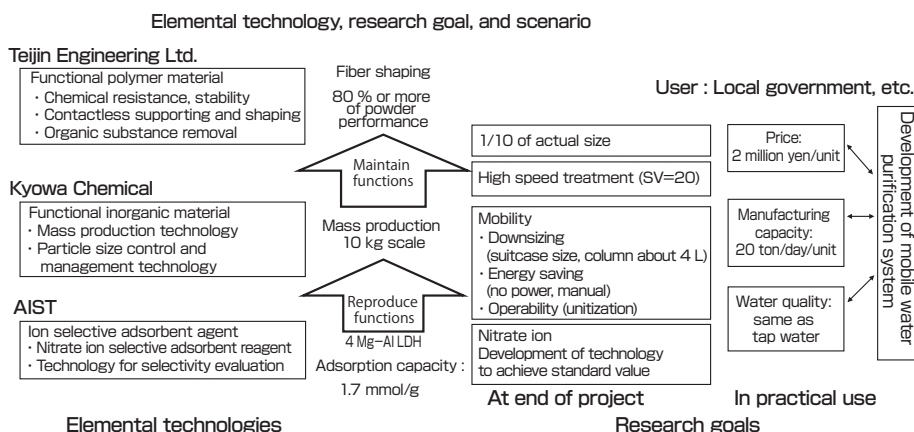 Elemental technology, research goal, and scenario
Teijin Engineering Ltd.
Functional polymer material
・Chemical resistance, stability
・Contactless supporting and shaping
・Organic substance removal
Kyowa Chemical
Functional inorganic material
・Mass production technology
・Particle size control and
management technology
AIST
Ion selective adsorbent agent
・Nitrate ion selective adsorbent reagent
・Technology for selectivity evaluation
Elemental technologies
Fiber shaping
80 % or more
of powder
performance
Maintain
functions
Mass production
10 kg scale
Reproduce
functions
4 Mg–Al LDH
Adsorption capacity :
1.7 mmol/g
1/10 of actual size
High speed treatment (SV=20)
Mobility
・Downsizing
(suitcase size, column about 4 L)
・Energy saving
(no power, manual)
・Operability (unitization)
Nitrate ion
Development of technology
to achieve standard value
At end of project
User : Local government, etc.
Price:
2 million yen/unit
Manufacturing
capacity:
20 ton/day/unit
Water quality:
same as
tap water
In practical use
Development of mobile water
purification system
Research goals